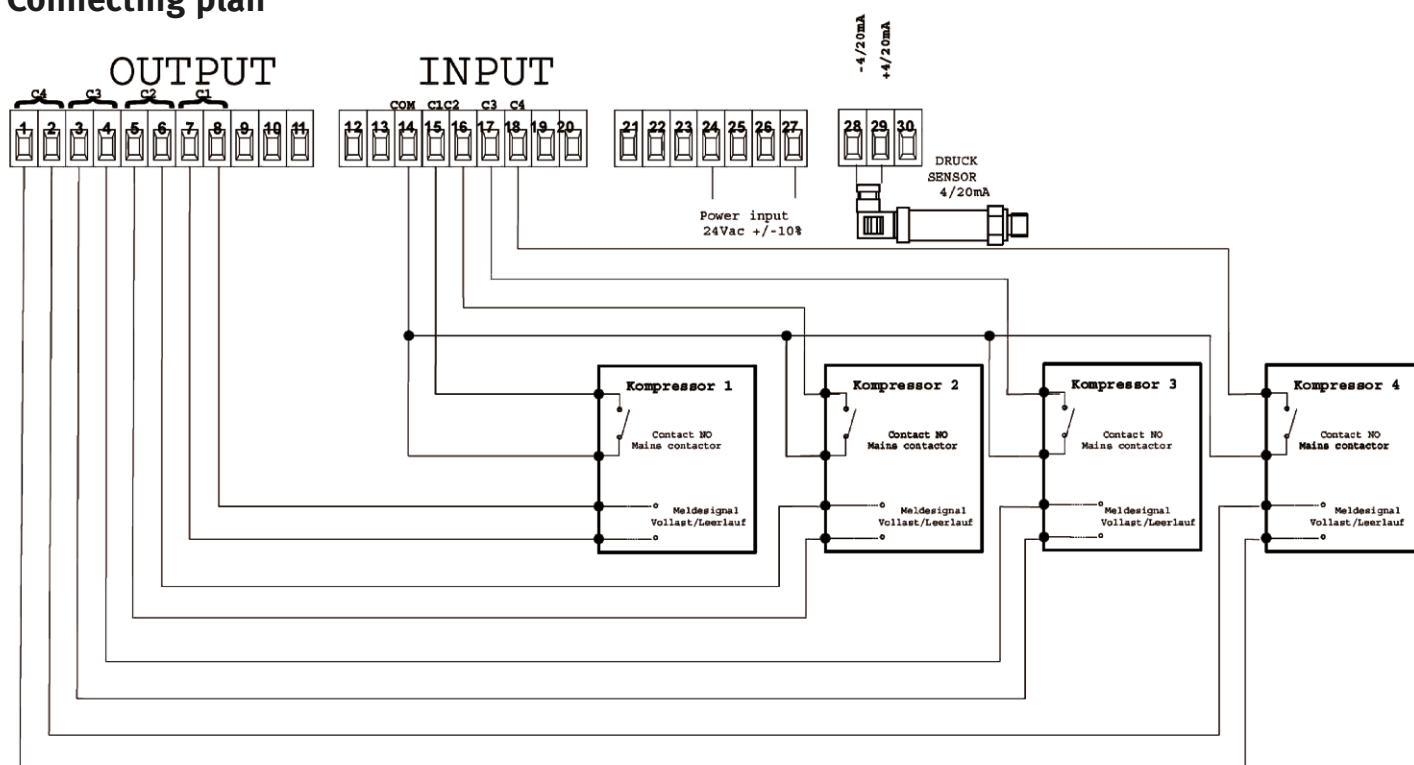 Connecting plan
-4/20mA
+4/20mA
OUTPUT
INPUT
C4 C3 C2 C1
COM C1C2 C3 C4
1 2 3 4 5 6 7 8 9 10 11
12 13 14 15 16 17 18 19 20
21 22 23 24 25 26 27
28 29 30
DRUCK
SENSOR
4/20mA
Power input
24Vac +/-10%
Kompressor 1
Contact NO
Mains contactor
Meldesignal
Vollast/Leerlauf
Kompressor 2
Contact NO
Mains contactor
Meldesignal
Vollast/Leerlauf
Kompressor 3
Contact NO
Mains contactor
Meldesignal
Vollast/Leerlauf
Kompressor 4
Contact NO
Mains contactor
Meldesignal
Vollast/Leerlauf